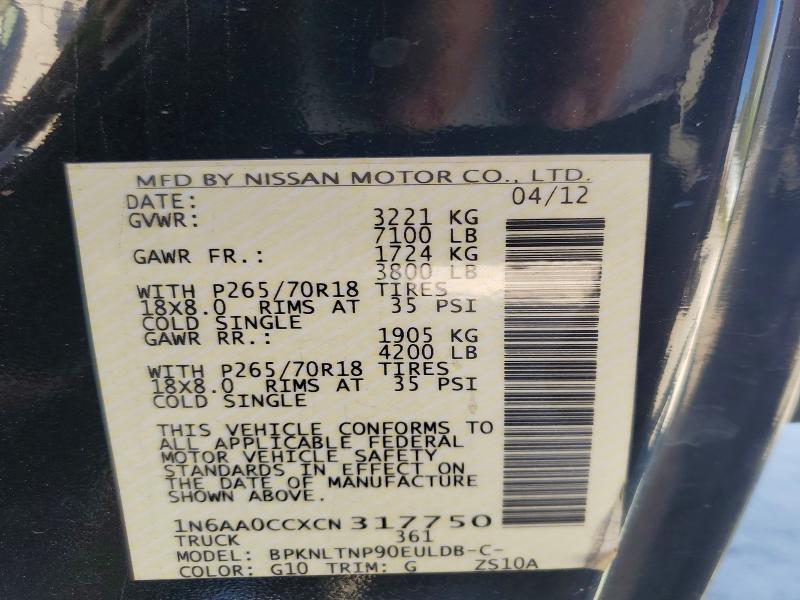 MFD BY NISSAN MOTOR CO., LTD.
DATE: 04/12
GVWR: 3221 KG
7100 LB
GAWR FR.: 1724 KG
3800 LB
WITH P265/70R18 TIRES
18X8.0 RIMS AT 35 PSI
COLD SINGLE
GAWR RR.: 1905 KG
4200 LB
WITH P265/70R18 TIRES
18X8.0 RIMS AT 35 PSI
COLD SINGLE
THIS VEHICLE CONFORMS TO
ALL APPLICABLE FEDERAL
MOTOR VEHICLE SAFETY
STANDARDS IN EFFECT ON
THE DATE OF MANUFACTURE
SHOWN ABOVE.
1N6AA0CCXCN 317750
TRUCK 361
MODEL: BPKNLTNP90EULDB-C-
COLOR: G10 TRIM: G ZS10A